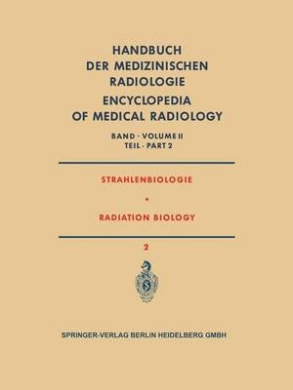 HANDBUCH
DER MEDIZINISCHEN
RADIOLOGIE
ENCYCLOPEDIA
OF MEDICAL RADIOLOGY
BAND · VOLUME II
TEIL · PART 2
STRAHLENBIOLOGIE
•
RADIATION BIOLOGY
2
SPRINGER-VERLAG BERLIN HEIDELBERG GMBH